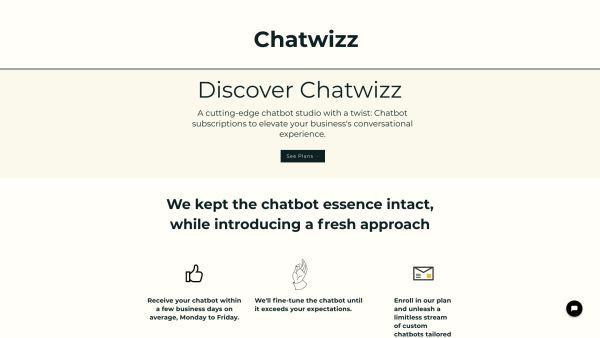 Chatwizz
Discover Chatwizz
A cutting-edge chatbot studio with a twist: Chatbot
subscriptions to elevate your business's conversational
experience.
See Plans
We kept the chatbot essence intact,
while introducing a fresh approach
Receive your chatbot within
a few business days on
average, Monday to Friday.
We'll fine-tune the chatbot until
it exceeds your expectations.
Enroll in our plan
and unleash a
limitless stream
of custom
chatbots tailored